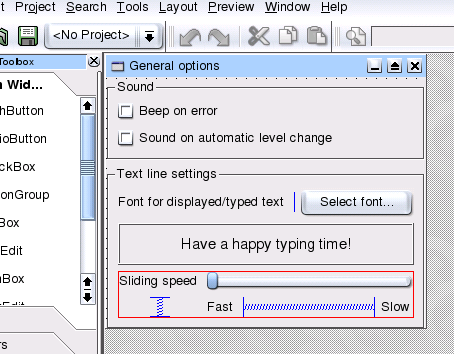 t Project Search Tools Layout Preview Window Help
<No Project>
Toolbox
General options
n Wid...
Sound
hButton
Beep on error
ioButton
Sound on automatic level change
ckBox
Text line settings
onGroup
Font for displayed/typed text Select font...
Box
Edit
Have a happy typing time!
nBox
Sliding speed
Edit
Fast Slow
rs